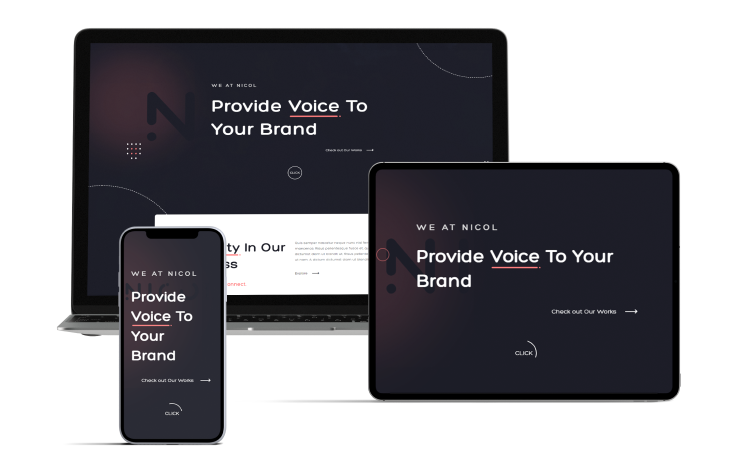 WE AT NICOL
Provide Voice To
Your Brand
Check out Our Works
CLICK
ty In Our
ss
Explore
onnect
WE AT NICOL
Provide
Voice To
Your
Brand
Check out Our Works
CLICK
WE AT NICOL
Provide Voice To Your
Brand
Check out Our Works
CLICK